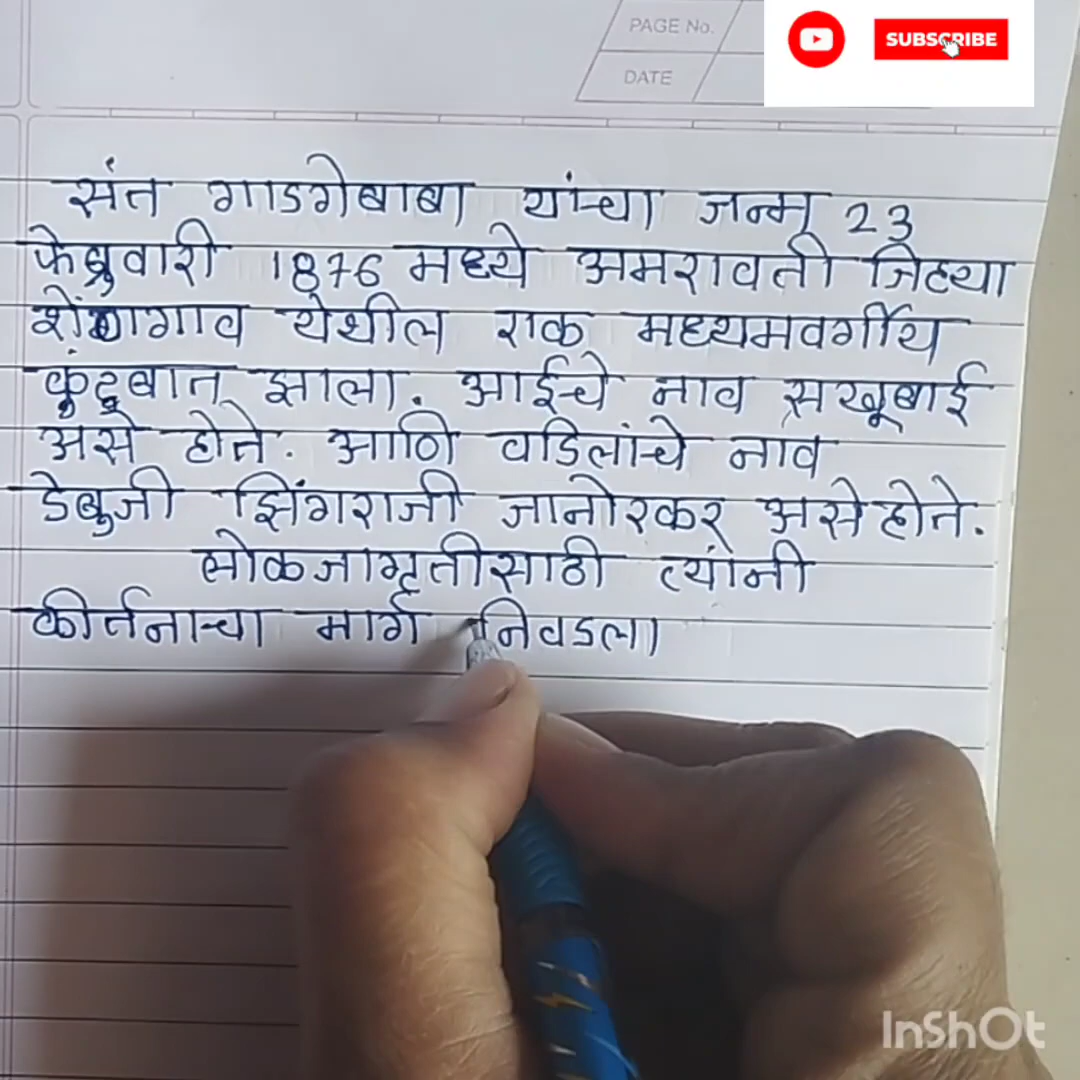 PAGE No.
DATE
SUBSCRIBE
संत गाडगेबाबा यांचा जन्म 23
फेब्रुवारी 1876 मध्ये अमरावती जिह्या
शेंडगाव येथील एक मध्यमवर्गीय
कुंटूबात झाला. आईचे नाव सखूबाई
असे होते. आणि वडिलांचे नाव
डेबुजी झिंगराजी जानोरकर असे होते.
लोकजागृतीसाठी त्यांनी
कीर्तनाचा मार्ग निवडला
InShOt